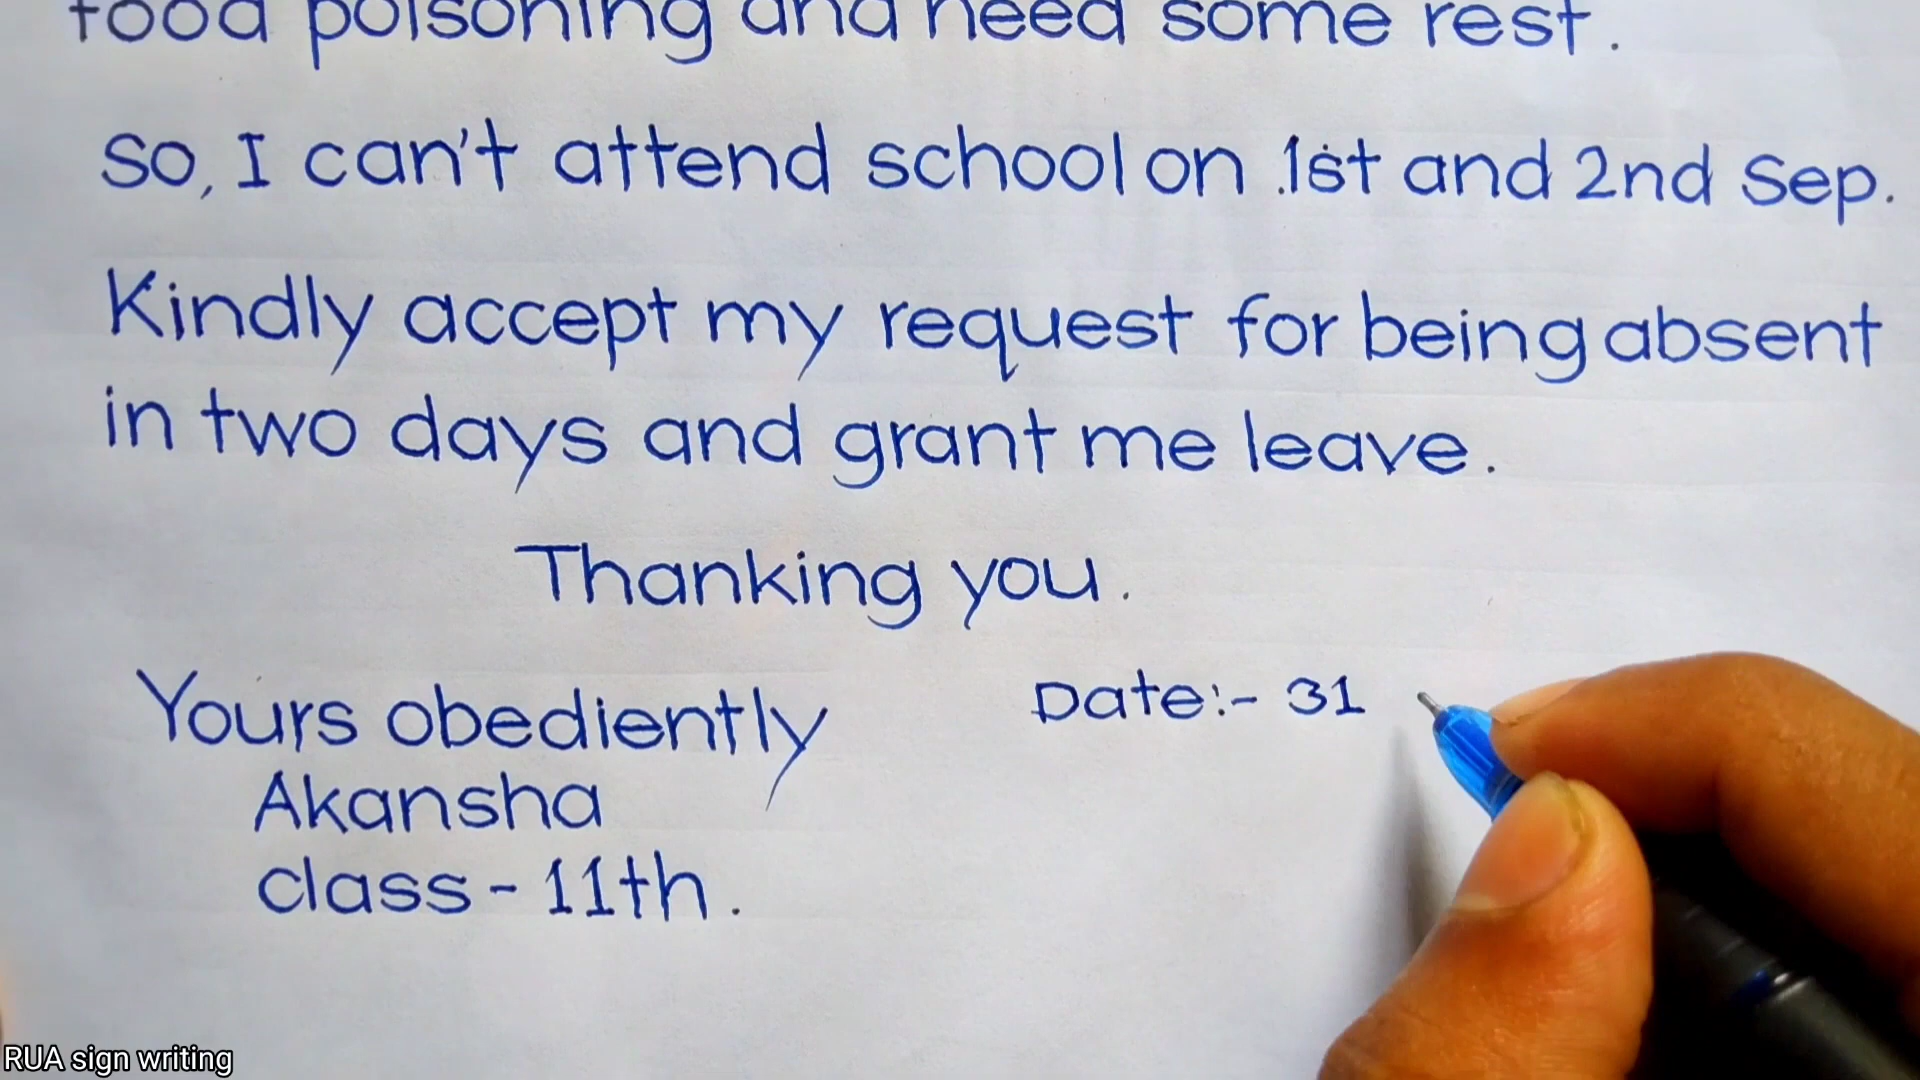 food poisoning and need some rest.
So, I can't attend school on 1st and 2nd Sep.
Kindly accept my request for being absent
in two days and grant me leave.
Thanking you.
Yours obediently
Date:- 31
Akansha
class - 11th.
RUA sign writing